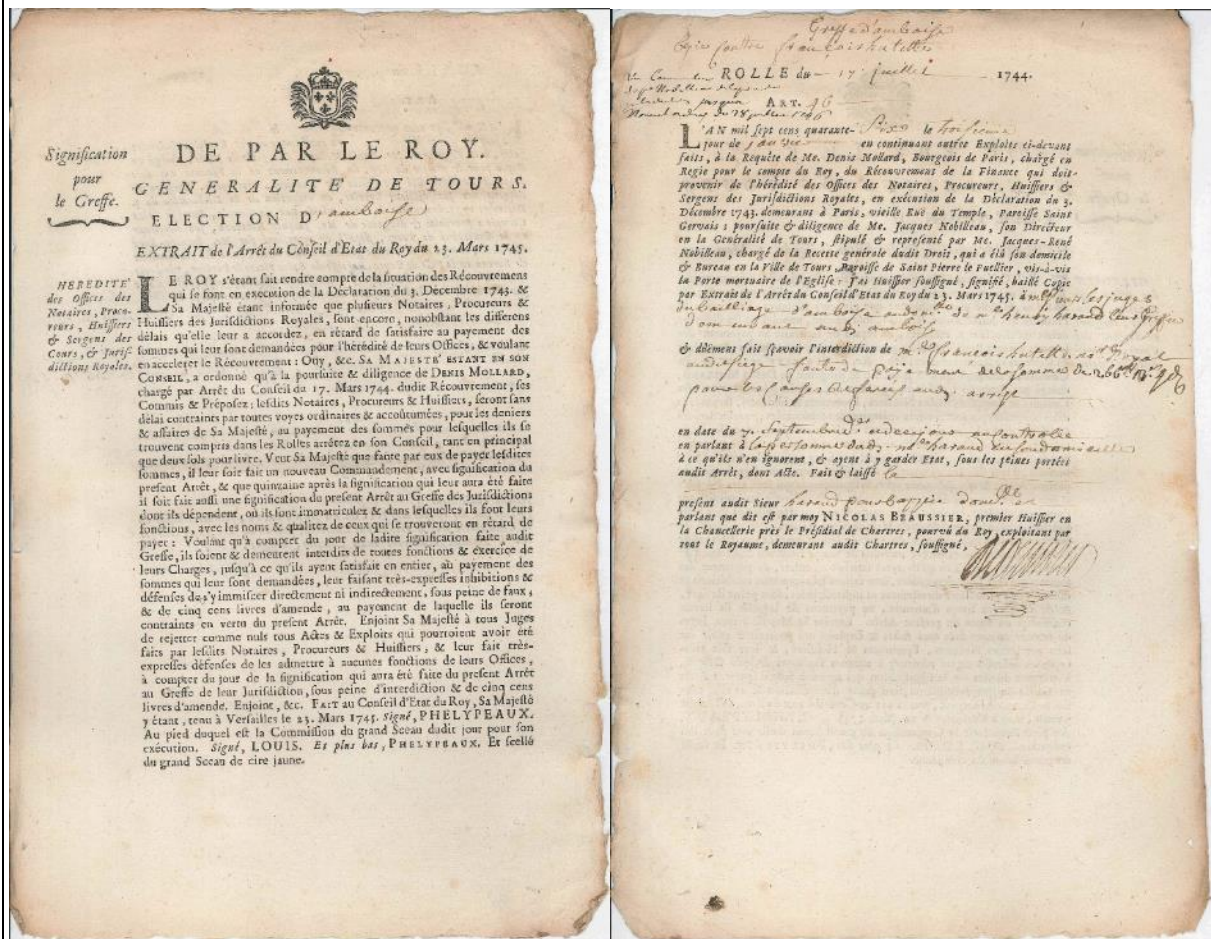 Signification
pour
le Greffe.
DE PAR LE ROY.
GENERALITÉ DE TOURS.
ELECTION D'amboise
EXTRAIT de l'Arrêt du Conseil d'Etat du Roy du 23. Mars 1745.
HEREDITÉ
des Offices des
Notaires, Procu-
reurs, Huissiers
& Sergens des
Cours, & Juris-
dictions Royales.
LE ROY s'étant fait rendre compte de la situation des Récouvremens
qui se font en execution de la Déclaration du 3. Décembre 1743. &
Sa Majesté étant informée que plusieurs Notaires, Procureurs &
Huissiers des Jurisdictions Royales, sont encore, nonobstant les differens
délais qu'elle leur a accordez, en rétard de satisfaire au payement des
sommes qui leur sont demandées pour l'hérédité de leurs Offices, & voulant
en accelerer le Récouvrement : Ouy, &c. SA MAJESTÉ ESTANT EN SON
CONSEIL, a ordonné qu'à la poursuite & diligence de DENIS MOLLARD,
chargé par Arrêt du Conseil du 17. Mars 1744. dudit Récouvrement, ses
Commis & Préposez ; lesdits Notaires, Procureurs & Huissiers, seront sans
délai contraints par toutes voyes ordinaires & accoûtumées, pour les deniers
& affaires de Sa Majesté, au payement des sommes pour lesquelles ils se
trouvent compris dans les Rolles arrêtez en son Conseil, tant en principal
que deux sols pour livre. Veut Sa Majesté que faute par eux de payer lesdites
sommes, il leur soit fait un nouveau Commandement, avec signification du
présent Arrêt, & que quinzaine après la signification qui leur aura été faite
il soit fait aussi une signification du present Arrêt au Greffe des Jurisdictions
dont ils dépendent, où ils sont immatriculez & dans lesquelles ils font leurs
fonctions, avec les noms & qualitez de ceux qui se trouveront en rétard de
payer : Voulant qu'à compter du jour de ladite signification faite audit
Greffe, ils soient & demeurent interdits de toutes fonctions & exercice de
leurs Charges, jusqu'à ce qu'ils ayent satisfait en entier, au payement des
sommes qui leur sont demandées, leur faisant très-expresses inhibitions &
défenses de s'y immiscer directement ni indirectement, sous peine de faux,
& de cinq cens livres d'amende, au payement de laquelle ils seront
contraints en vertu du present Arrêt. Enjoint Sa Majesté à tous Juges
de rejetter comme nuls tous Actes & Exploits qui pourroient avoir été
faits par lesdits Notaires, Procureurs & Huissiers, & leur fait très-
expresses défenses de les admettre à aucunes fonctions de leurs Offices,
à compter du jour de la signification qui aura été faite du present Arrêt
au Greffe de leur Jurisdiction, sous peine d'interdiction & de cinq cens
livres d'amende. Enjoint, &c. FAIT au Conseil d'Etat du Roy, Sa Majesté
y étant, tenu à Versailles le 23. Mars 1745. Signé, PHELYPEAUX.
Au pied duquel est la Commission du grand Sceau dudit jour pour son
exécution. Signé, LOUIS. Et plus bas, PHELYPEAUX. Et scellé
du grand Sceau de cire jaune.
Greffe d'amboise
ROLLE du 17 juillet 1744.
ART. 46
L'AN mil sept cens quarante-Six le troisieme
jour de janvier en continuant autres Exploits ci-devant
faits, à la Requête de Me. Denis Mollard, Bourgeois de Paris, chargé en
Regie pour le compte du Roy, du Récouvrement de la Finance qui doit
provenir de l'hérédité des Offices des Notaires, Procureurs, Huissiers &
Sergens des Jurisdictions Royales, en exécution de la Déclaration du 3.
Décembre 1743. demeurant à Paris, vieille Ruë du Temple, Paroisse Saint
Gervais ; poursuite & diligence de Me. Jacques Nobilleau, son Directeur
en la Généralité de Tours, stipulé & representé par Me. Jacques-René
Nobilleau, chargé de la Recette générale dudit Droit, qui a élû son domicile
& Bureau en la Ville de Tours, Paroisse de Saint Pierre le Puellier, vis-à-vis
la Porte mortuaire de l'Eglise : J'ai Huissier soussigné, signifié, baillé Copie
par Extrait de l'Arrêt du Conseil d'Etat du Roy du 23. Mars 1745. à messieurs les juges
du bailliage d'amboise
& düement fait sçavoir l'interdiction de
en date du
en parlant à
à ce qu'ils n'en ignorent, & ayent à y garder Etat, sous les peines portées
audit Arrêt, dont Acte. Fait & laissé
présent audit Sieur
parlant que dit est par moy NICOLAS BEAUSSIER, premier Huissier en
la Chancellerie près le Présidial de Chartres, pourvû du Roy, exploitant par
tout le Royaume, demeurant audit Chartres, soussigné,